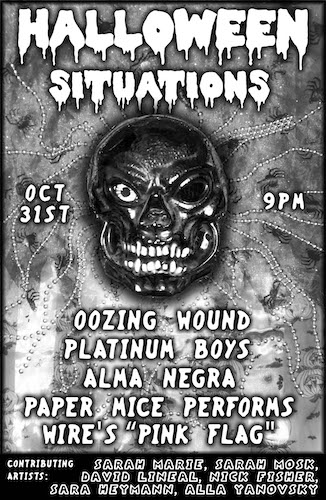 HALLOWEEN
SITUATIONS
OCT
31ST
9PM
OOZING WOUND
PLATINUM BOYS
ALMA NEGRA
PAPER MICE PERFORMS
WIRE'S "PINK FLAG"
CONTRIBUTING
ARTISTS:
SARAH MARIE, SARAH MOSK,
DAVID LINEAL, NICK FISHER,
SARA HEYMANN, ALLA YANOVSKY